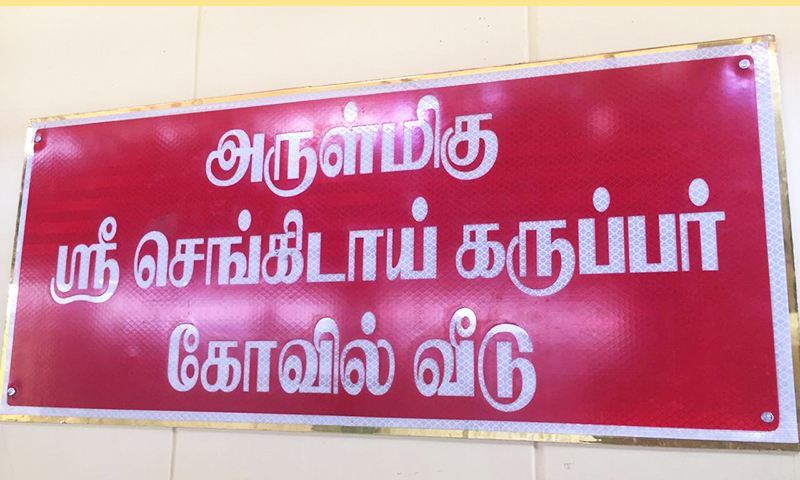 அருள்மிகு
ஸ்ரீ செங்கிடாய் கருப்பர்
கோவில் வீடு